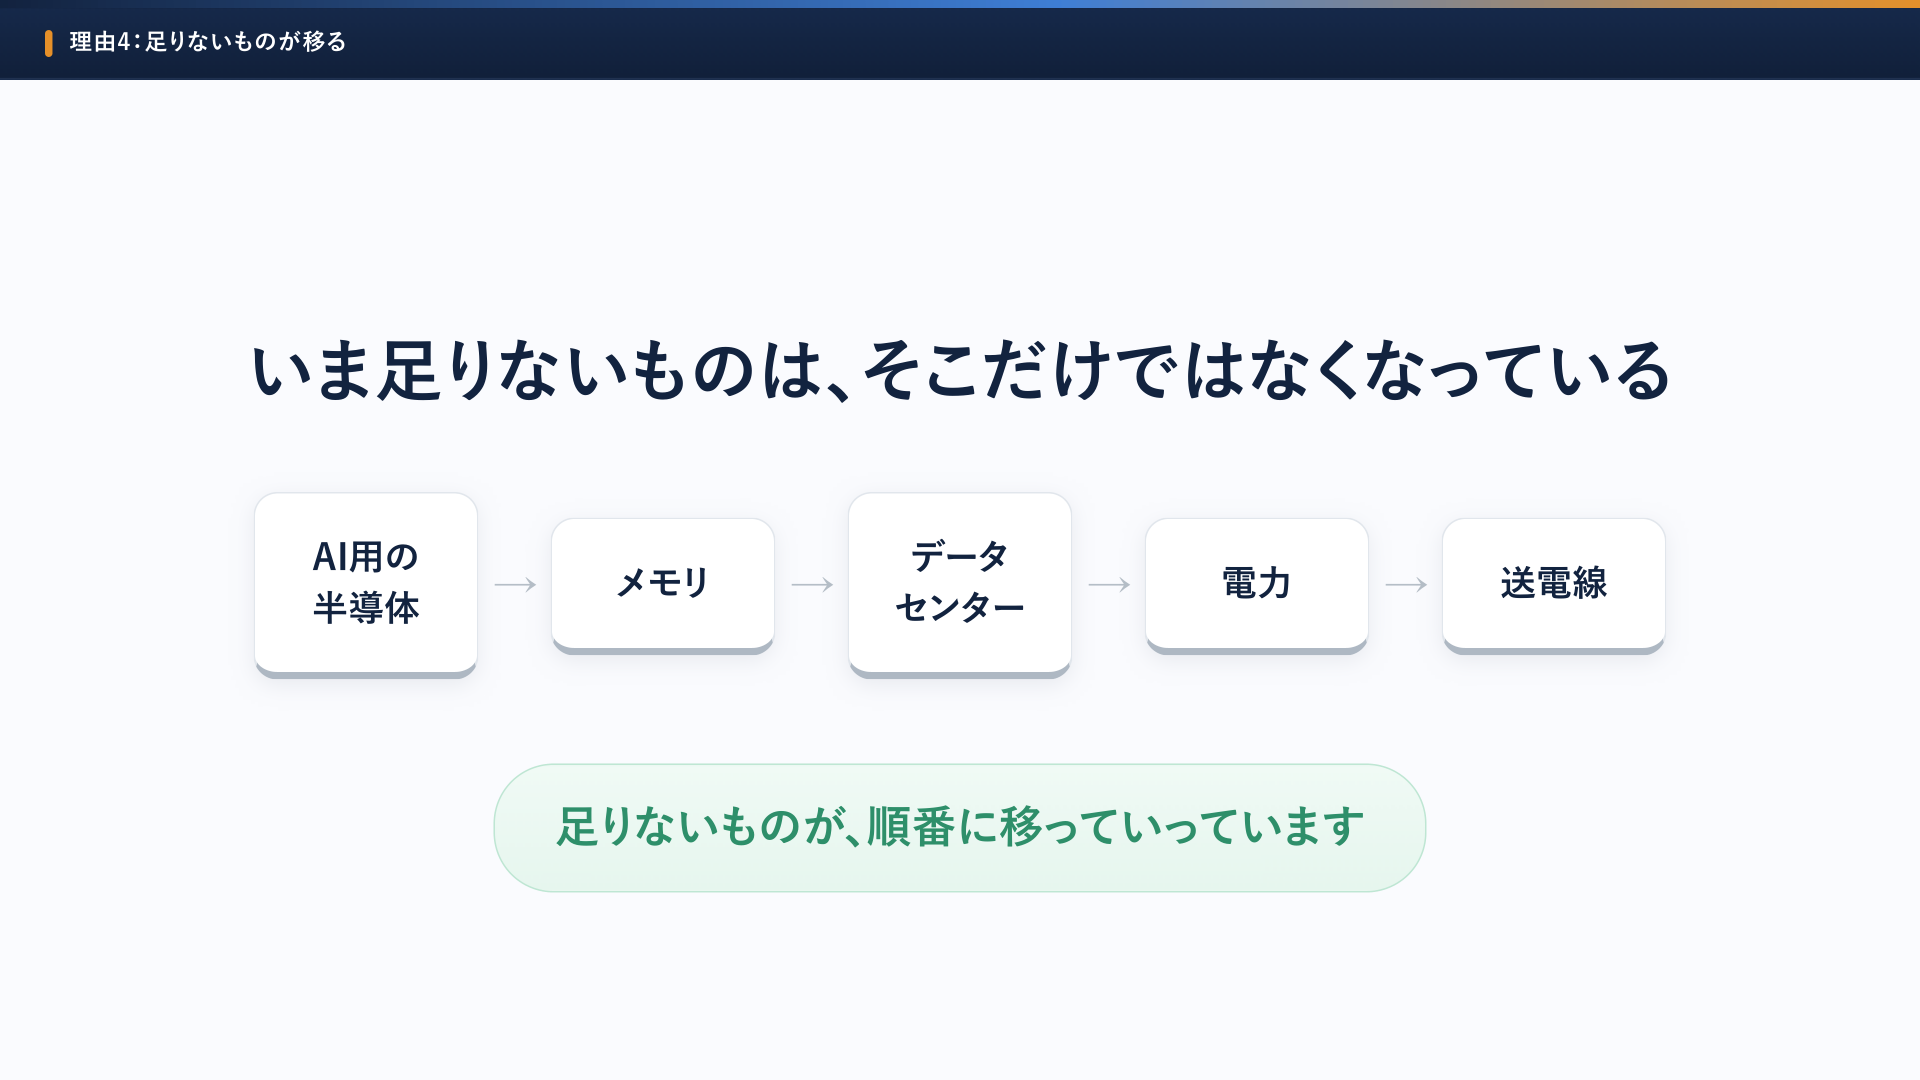 理由4：足りないものが移る
いま足りないものは、そこだけではなくなっている
AI用の
半導体
→
メモリ
→
データ
センター
→
電力
→
送電線
足りないものが、順番に移っていっています